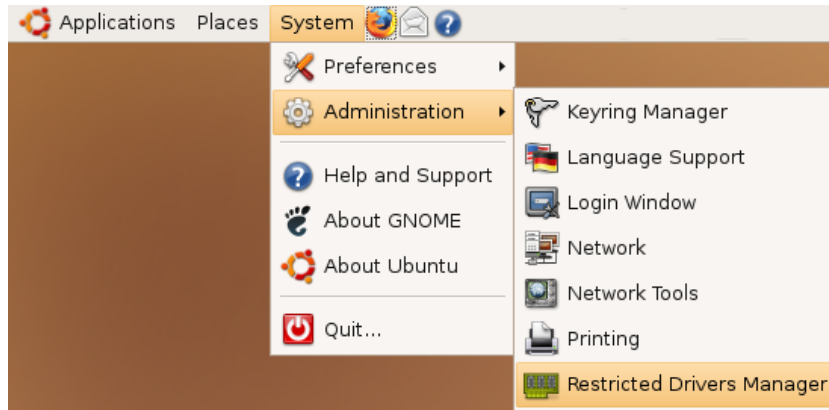 Applications Places System
Preferences
Administration
Help and Support
About GNOME
About Ubuntu
Quit...
Keyring Manager
Language Support
Login Window
Network
Network Tools
Printing
Restricted Drivers Manager